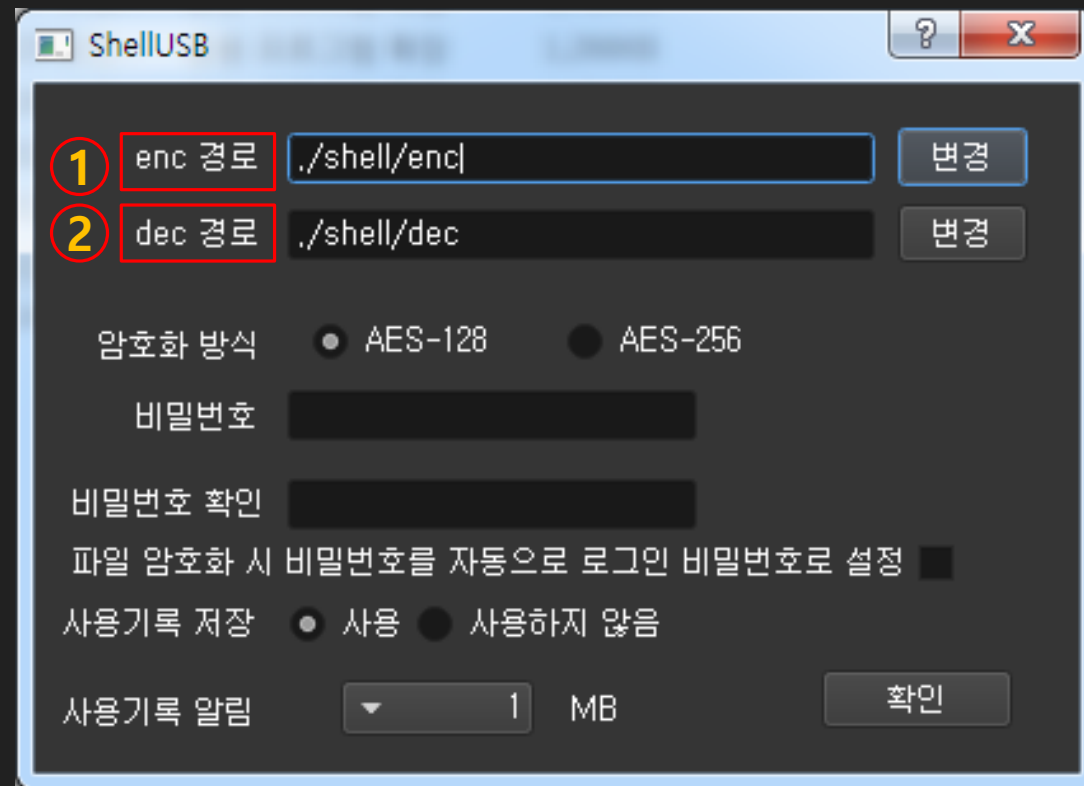 ShellUSB
① enc 경로 ./shell/enc 변경
② dec 경로 ./shell/dec 변경
암호화 방식 AES-128 AES-256
비밀번호
비밀번호 확인
파일 암호화 시 비밀번호를 자동으로 로그인 비밀번호로 설정
사용기록 저장 사용 사용하지 않음
사용기록 알림 1 MB 확인